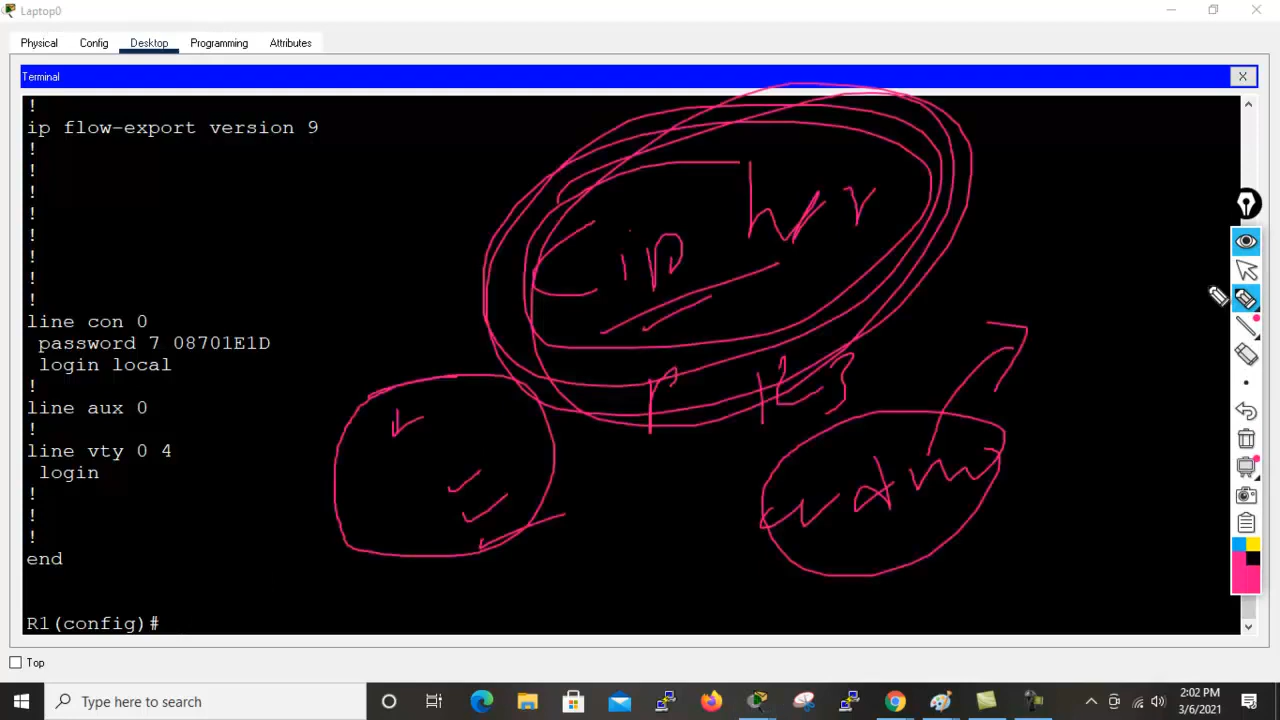 Laptop0
Physical Config Desktop Programming Attributes
Terminal X
!
ip flow-export version 9
!
!
!
!
!
!
!
!
line con 0
password 7 08701E1D
login local
!
line aux 0
!
line vty 0 4
login
!
!
!
end
R1(config)#
ip
P 123
Top
Type here to search
2:02 PM
3/6/2021